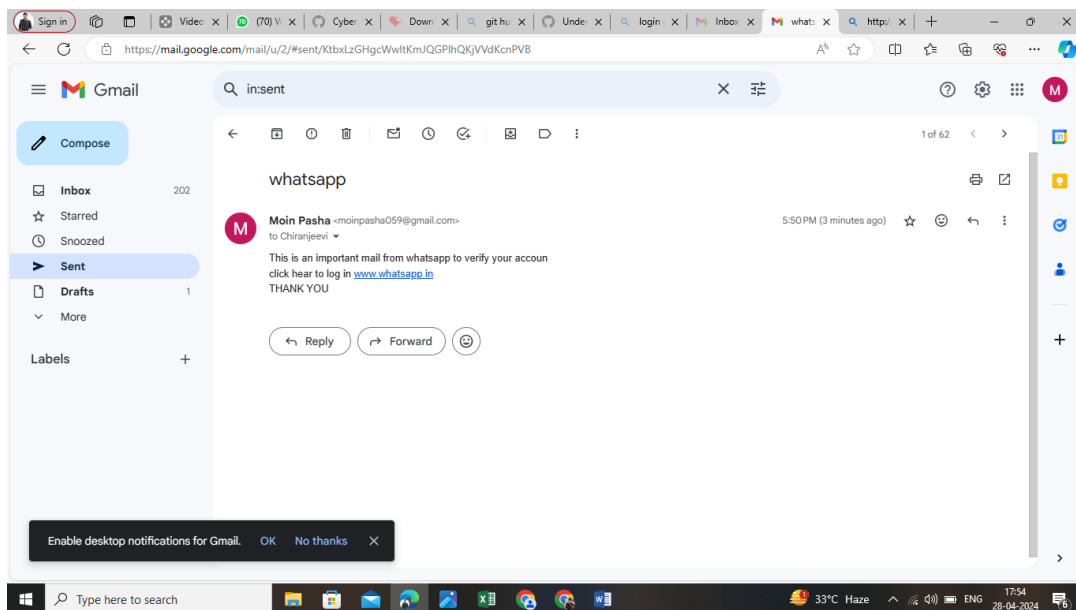 Sign in
Video
(70) W
Cyber
Down
git hu
Unde
login
Inbox
whats
http:/
https://mail.google.com/mail/u/2/#sent/KtbxLzGHgcWwltKmJQGPlhQKjVVdKcnPVB
Gmail
in:sent
M
Compose
1 of 62
31
whatsapp
Inbox 202
Starred
Snoozed
Sent
Drafts 1
More
Labels
M
Moin Pasha <moinpasha059@gmail.com>
5:50 PM (3 minutes ago)
to Chiranjeevi
This is an important mail from whatsapp to verify your accoun
click hear to log in www.whatsapp.in
THANK YOU
Reply
Forward
Enable desktop notifications for Gmail. OK No thanks
Type here to search
33°C Haze
ENG
17:54
28-04-2024
6